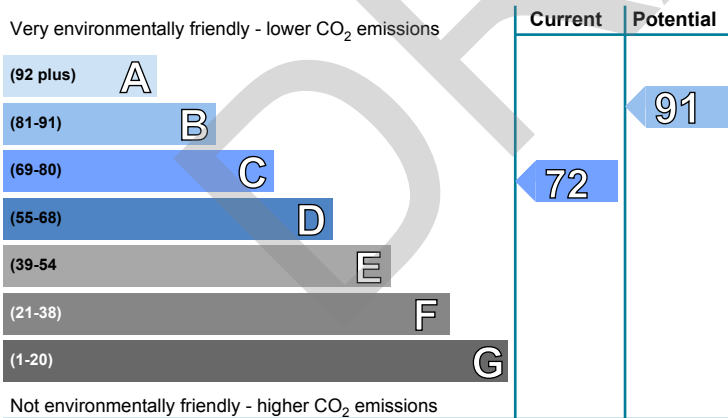 Very environmentally friendly - lower CO2 emissions
Current
Potential
(92 plus) A
(81-91) B
(69-80) C
(55-68) D
(39-54 E
(21-38) F
(1-20) G
72
91
Not environmentally friendly - higher CO2 emissions